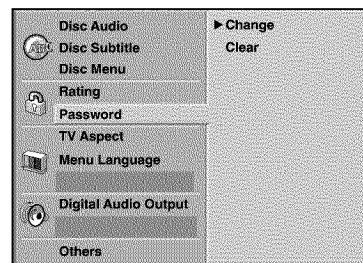 Disc Audio
Disc Subtitle
Disc Menu
Rating
Password
TV Aspect
Menu Language
Digital Audio Output
Others
▶ Change
Clear